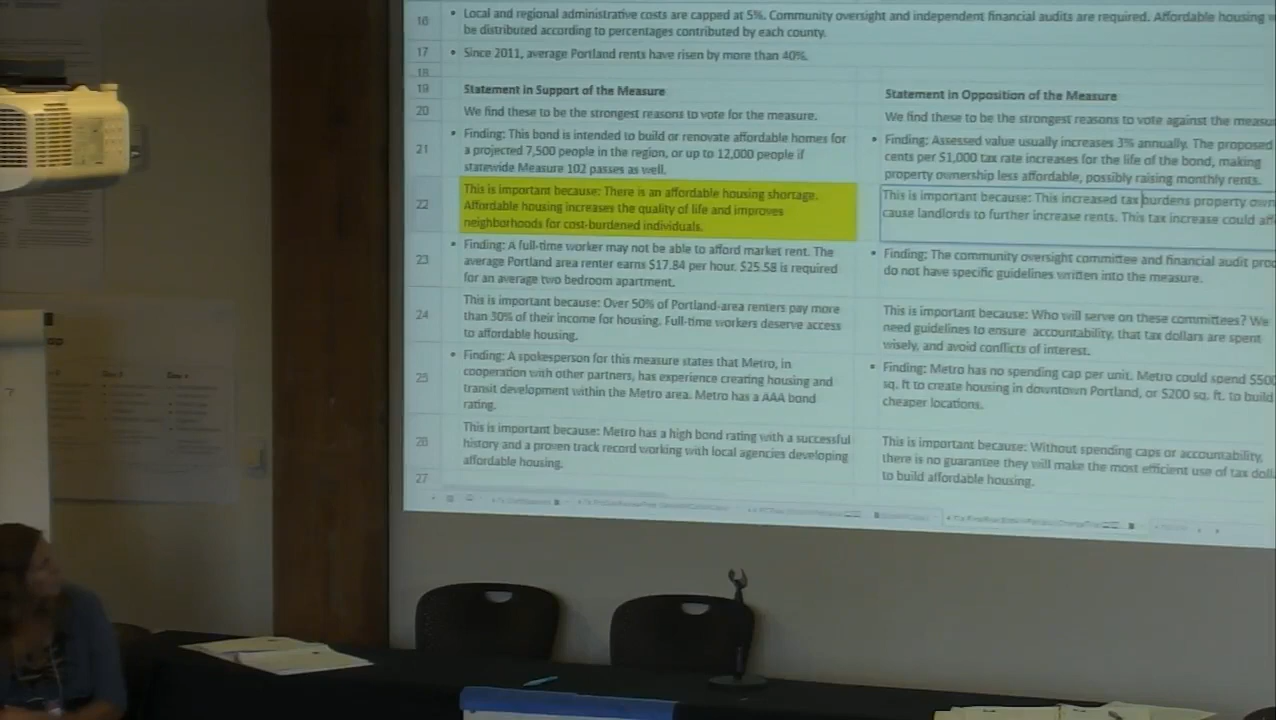 16
• Local and regional administrative costs are capped at 5%. Community oversight and independent financial audits are required. Affordable housing
be distributed according to percentages contributed by each county.
17
• Since 2011, average Portland rents have risen by more than 40%.
18
19
Statement in Support of the Measure
20
We find these to be the strongest reasons to vote for the measure.
21
• Finding: This bond is intended to build or renovate affordable homes for
a projected 7,500 people in the region, or up to 12,000 people if
statewide Measure 102 passes as well.
22
This is important because: There is an affordable housing shortage.
Affordable housing increases the quality of life and improves
neighborhoods for cost-burdened individuals.
23
• Finding: A full-time worker may not be able to afford market rent. The
average Portland area renter earns $17.84 per hour. $25.58 is required
for an average two bedroom apartment.
24
This is important because: Over 50% of Portland-area renters pay more
than 30% of their income for housing. Full-time workers deserve access
to affordable housing.
25
• Finding: A spokesperson for this measure states that Metro, in
cooperation with other partners, has experience creating housing and
transit development within the Metro area. Metro has a AAA bond
rating.
26
This is important because: Metro has a high bond rating with a successful
history and a proven track record working with local agencies developing
affordable housing.
27
Statement in Opposition of the Measure
We find these to be the strongest reasons to vote against the measu
• Finding: Assessed value usually increases 3% annually. The proposed
cents per $1,000 tax rate increases for the life of the bond, making
property ownership less affordable, possibly raising monthly rents.
This is important because: This increased tax burdens property own
cause landlords to further increase rents. This tax increase could aff
• Finding: The community oversight committee and financial audit proc
do not have specific guidelines written into the measure.
This is important because: Who will serve on these committees? We
need guidelines to ensure accountability, that tax dollars are spent
wisely, and avoid conflicts of interest.
• Finding: Metro has no spending cap per unit. Metro could spend $500
sq. ft to create housing in downtown Portland, or $200 sq. ft. to build
cheaper locations.
This is important because: Without spending caps or accountability,
there is no guarantee they will make the most efficient use of tax dolla
to build affordable housing.